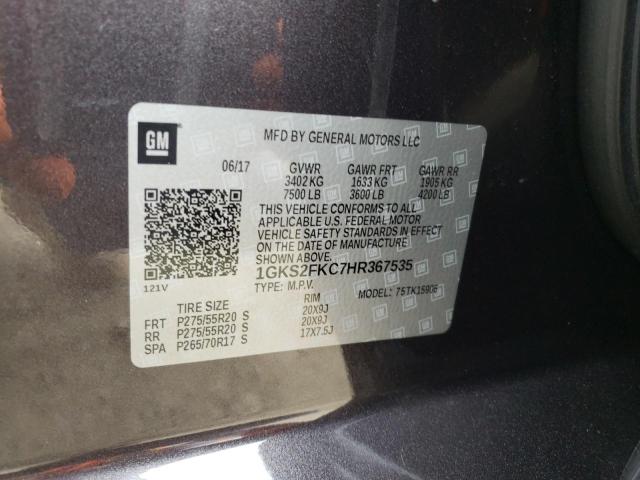 GM
MFD BY GENERAL MOTORS LLC
06/17 GVWR GAWR FRT GAWR RR
3402 KG 1633 KG 1905 KG
7500 LB 3600 LB 4200 LB
THIS VEHICLE CONFORMS TO ALL
APPLICABLE U.S. FEDERAL MOTOR
VEHICLE SAFETY STANDARDS IN EFFECT
ON THE DATE OF MANUFACTURE
SHOWN ABOVE.
1GKS2FKC7HR367535
121V TYPE: M.P.V. MODEL: 75TK15906
TIRE SIZE RIM
FRT P275/55R20 S 20X9J
RR P275/55R20 S 20X9J
SPA P265/70R17 S 17X7.5J